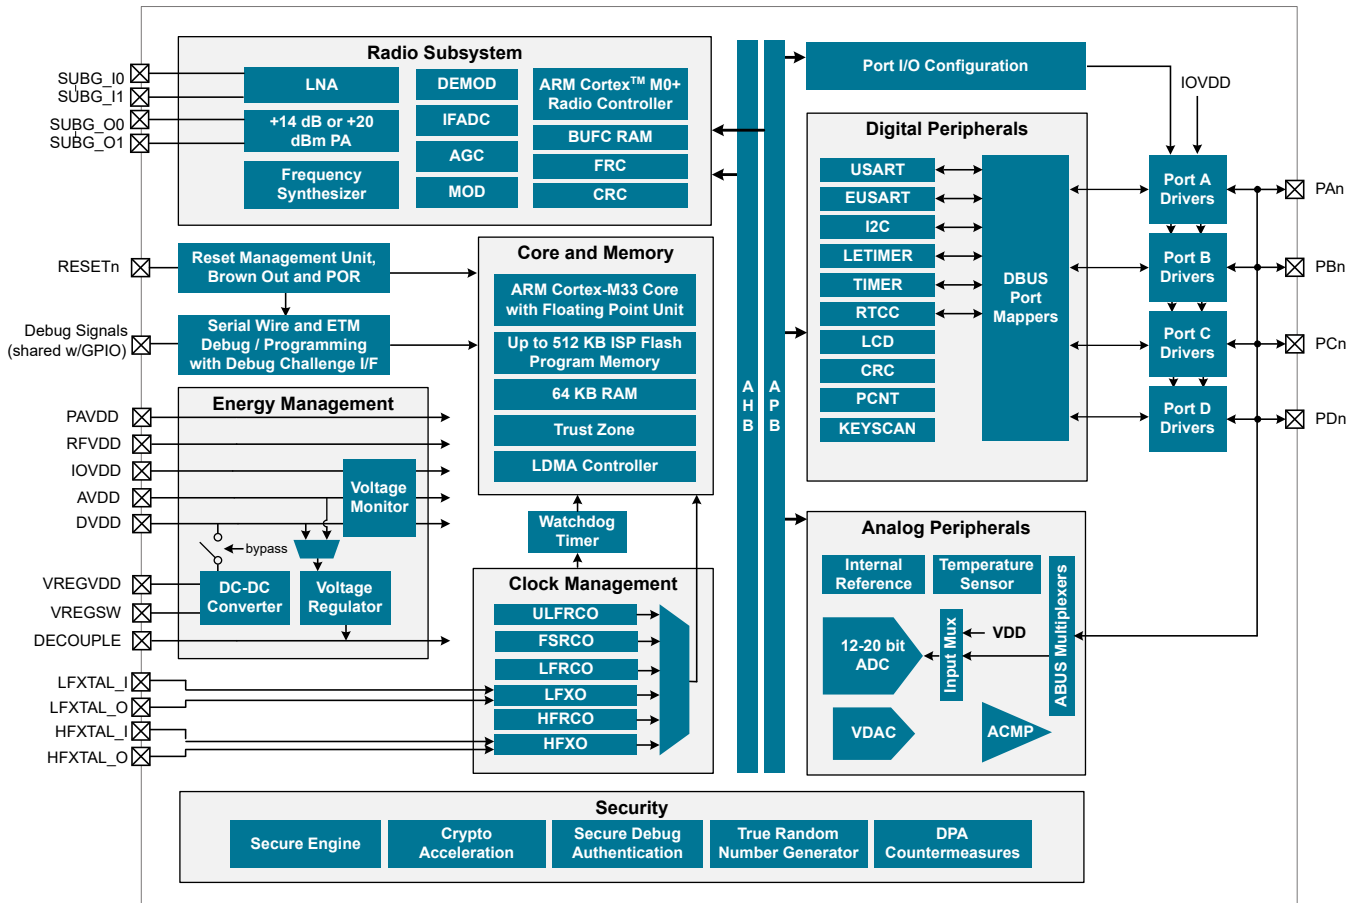 Radio Subsystem
SUBG_I0
SUBG_I1
SUBG_O0
SUBG_O1
LNA
+14 dB or +20
dBm PA
Frequency
Synthesizer
DEMOD
IFADC
AGC
MOD
ARM Cortex™ M0+
Radio Controller
BUFC RAM
FRC
CRC
RESETn
Reset Management Unit,
Brown Out and POR
Debug Signals
(shared w/GPIO)
Serial Wire and ETM
Debug / Programming
with Debug Challenge I/F
Core and Memory
ARM Cortex-M33 Core
with Floating Point Unit
Up to 512 KB ISP Flash
Program Memory
64 KB RAM
Trust Zone
LDMA Controller
Energy Management
PAVDD
RFVDD
IOVDD
AVDD
DVDD
VREGVDD
VREGSW
DECOUPLE
Voltage
Monitor
bypass
DC-DC
Converter
Voltage
Regulator
Watchdog
Timer
Clock Management
LFXTAL_I
LFXTAL_O
HFXTAL_I
HFXTAL_O
ULFRCO
FSRCO
LFRCO
LFXO
HFRCO
HFXO
AHB
APB
Port I/O Configuration
IOVDD
Digital Peripherals
USART
EUSART
I2C
LETIMER
TIMER
RTCC
LCD
CRC
PCNT
KEYSCAN
DBUS
Port
Mappers
Port A
Drivers
Port B
Drivers
Port C
Drivers
Port D
Drivers
PAn
PBn
PCn
PDn
Analog Peripherals
Internal
Reference
Temperature
Sensor
12-20 bit
ADC
Input Mux
VDD
ABUS Multiplexers
VDAC
ACMP
Security
Secure Engine
Crypto
Acceleration
Secure Debug
Authentication
True Random
Number Generator
DPA
Countermeasures